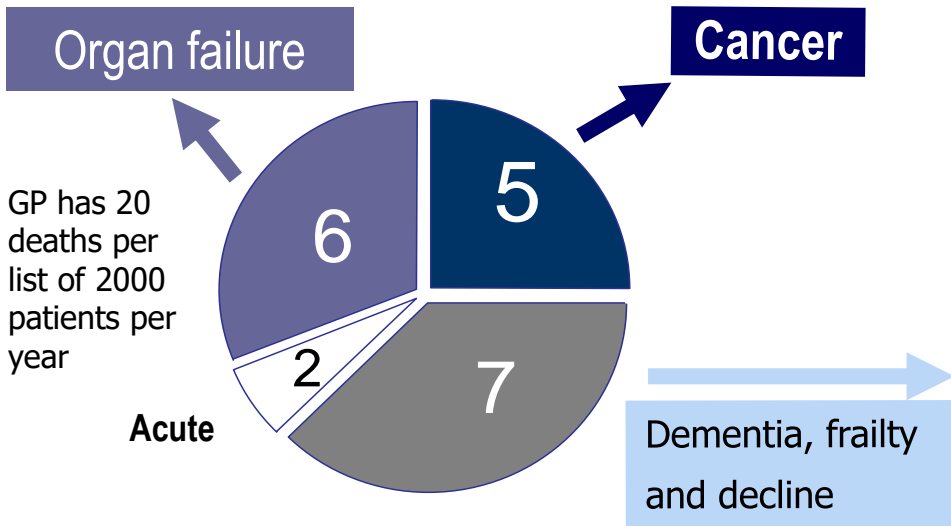 Organ failure
Cancer
GP has 20
deaths per
list of 2000
patients per
year
6
5
2
7
Acute
Dementia, frailty
and decline